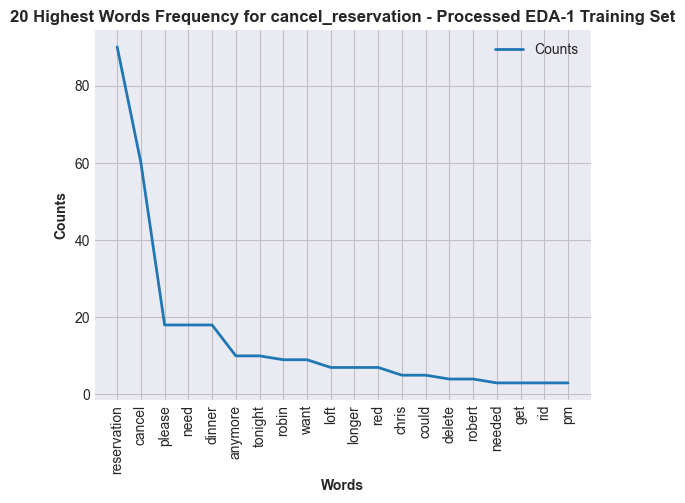 20 Highest Words Frequency for cancel_reservation - Processed EDA-1 Training Set
Counts
80
60
40
20
0
Counts
reservation
cancel
please
need
dinner
anymore
tonight
robin
want
loft
longer
red
chris
could
delete
robert
needed
get
rid
pm
Words